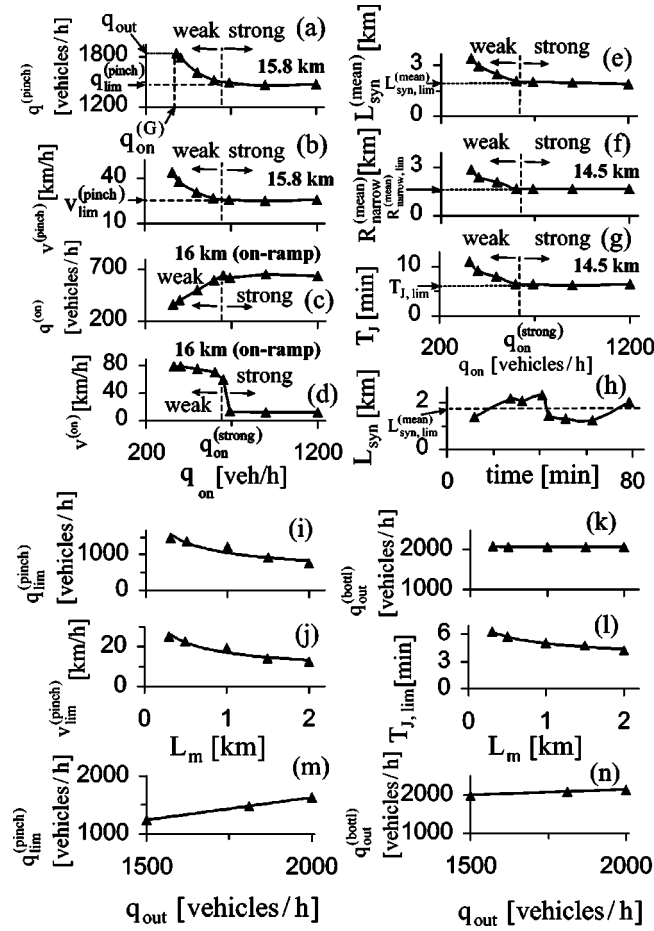 q_out
weak strong (a)
1800
q_lim^(pinch)
15.8 km
1200
q^(pinch) [vehicles/h]
q_on^(G)
weak strong (b)
40
15.8 km
v_lim^(pinch)
10
v^(pinch) [km/h]
16 km (on-ramp)
700
weak
strong (c)
200
q^(on) [vehicles/h]
16 km (on-ramp)
80
strong
40
weak (d)
0
v^(on) [km/h]
200 q_on^(strong) 1200
q_on [veh/h]
weak strong
3
(e)
L_syn,lim^(mean)
0
L_syn^(mean) [km]
weak strong (f)
3
14.5 km
R_narrow,lim^(mean)
0
R_narrow^(mean) [km]
weak strong (g)
10
14.5 km
T_J, lim
0
T_J [min]
q_on^(strong)
200 1200
q_on [vehicles/h]
(h)
2
L_syn,lim^(mean)
0
L_syn [km]
0 time [min] 80
(i)
1000
0
q_lim^(pinch) [vehicles/h]
(k)
2000
1000
q_out^(bottl) [vehicles/h]
(j)
20
0
v_lim^(pinch) [km/h]
0 1 2
L_m [km]
(l)
6
3
0
T_J, lim [min]
0 1 2
L_m [km]
(m)
2000
1000
q_lim^(pinch) [vehicles/h]
1500 2000
q_out [vehicles/h]
(n)
2000
1000
q_out^(bottl) [vehicles/h]
1500 2000
q_out [vehicles/h]